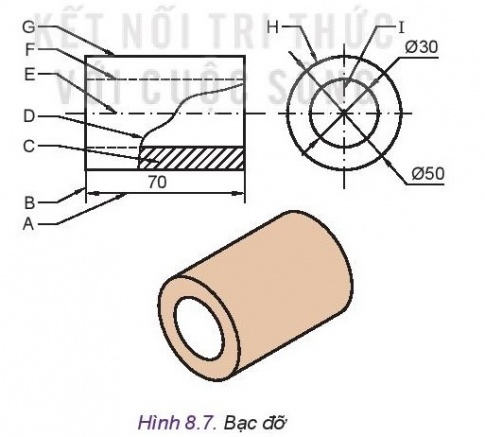 KẾT NỐI TRI THỨC
VỚI CUỘC SỐNG
G
F
E
D
C
B
A
70
H
I
Ø30
Ø50
Hình 8.7. Bạc đỡ